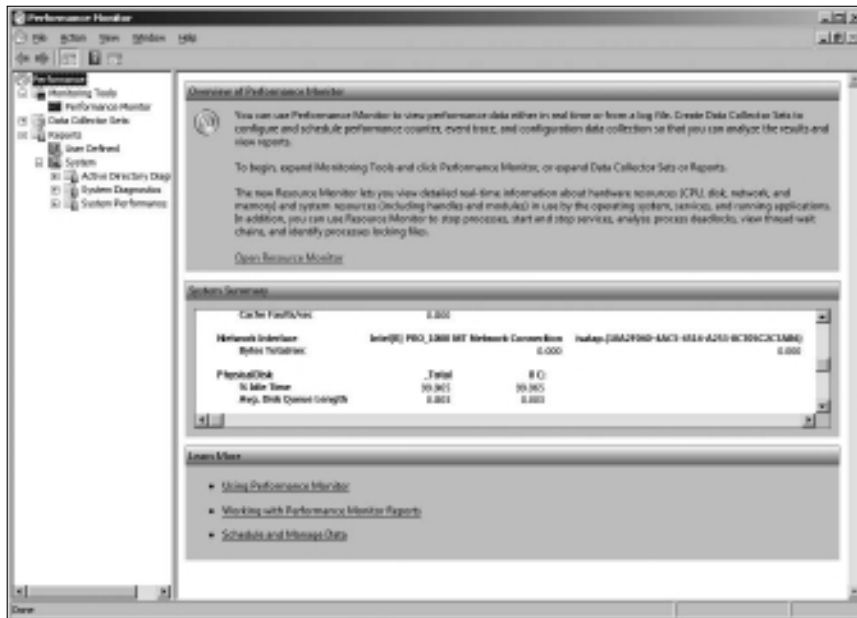 Performance Monitor
File Action View Window Help
Performance
Monitoring Tools
Performance Monitor
Data Collector Sets
Reports
User Defined
System
Active Directory Diag
System Diagnostics
System Performance
Overview of Performance Monitor
You can use Performance Monitor to view performance data either in real time or from a log file. Create Data Collector Sets to
configure and schedule performance counter, event trace, and configuration data collection so that you can analyze the results and
view reports.
To begin, expand Monitoring Tools and click Performance Monitor, or expand Data Collector Sets or Reports.
The new Resource Monitor lets you view detailed real-time information about hardware resources (CPU, disk, network, and
memory) and system resources (including handles and modules) in use by the operating system, services, and running applications.
In addition, you can use Resource Monitor to stop processes, start and stop services, analyze process deadlocks, view thread wait
chains, and identify processes locking files.
Open Resource Monitor
System Summary
Cache Faults/sec 0.000
Network Interface Intel[R] PRO_1000 MT Network Connection
Bytes Total/sec 0.000 0.000
PhysicalDisk _Total 0 C:
% Idle Time 99.965 99.965
Avg. Disk Queue Length 0.003 0.003
Learn More
Using Performance Monitor
Working with Performance Monitor Reports
Schedule and Manage Data
Done